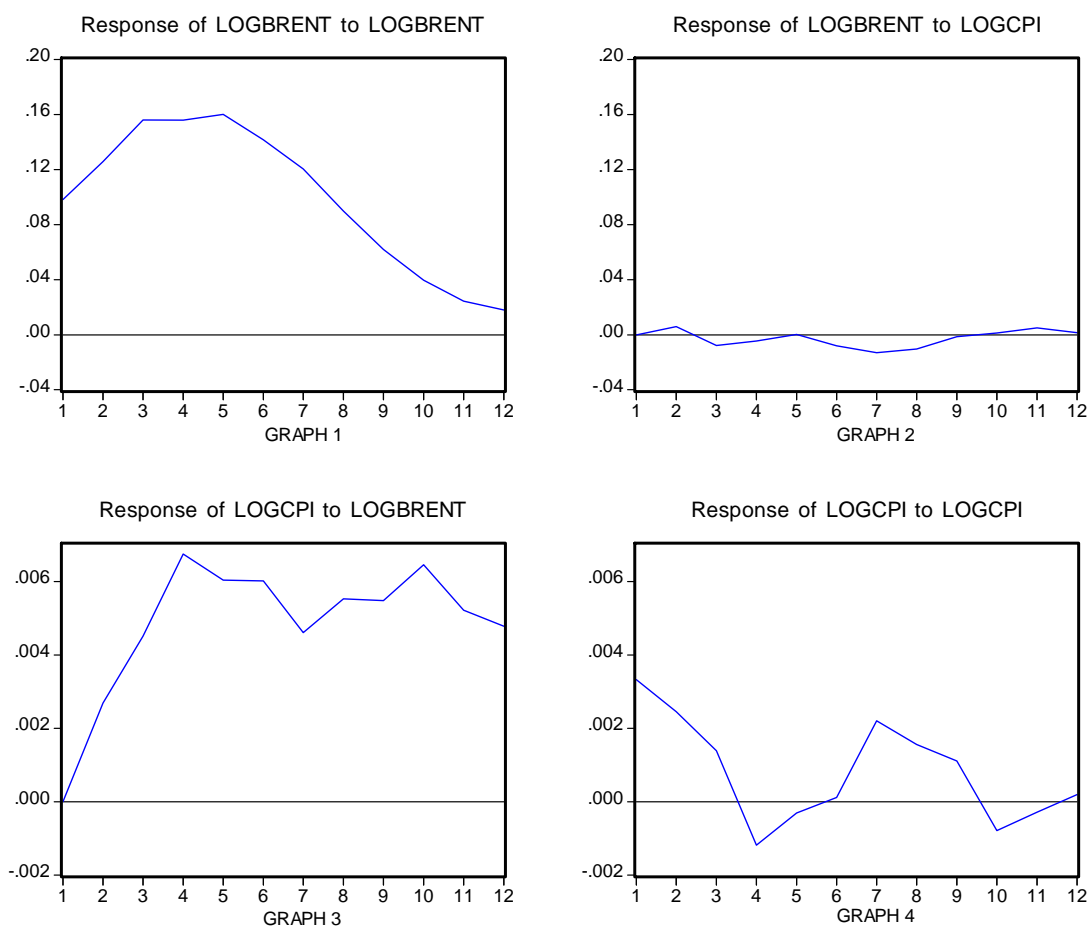 Response of LOGBRENT to LOGBRENT
.20
.16
.12
.08
.04
.00
-.04
1 2 3 4 5 6 7 8 9 10 11 12
GRAPH 1
Response of LOGBRENT to LOGCPI
.20
.16
.12
.08
.04
.00
-.04
1 2 3 4 5 6 7 8 9 10 11 12
GRAPH 2
Response of LOGCPI to LOGBRENT
.006
.004
.002
.000
-.002
1 2 3 4 5 6 7 8 9 10 11 12
GRAPH 3
Response of LOGCPI to LOGCPI
.006
.004
.002
.000
-.002
1 2 3 4 5 6 7 8 9 10 11 12
GRAPH 4